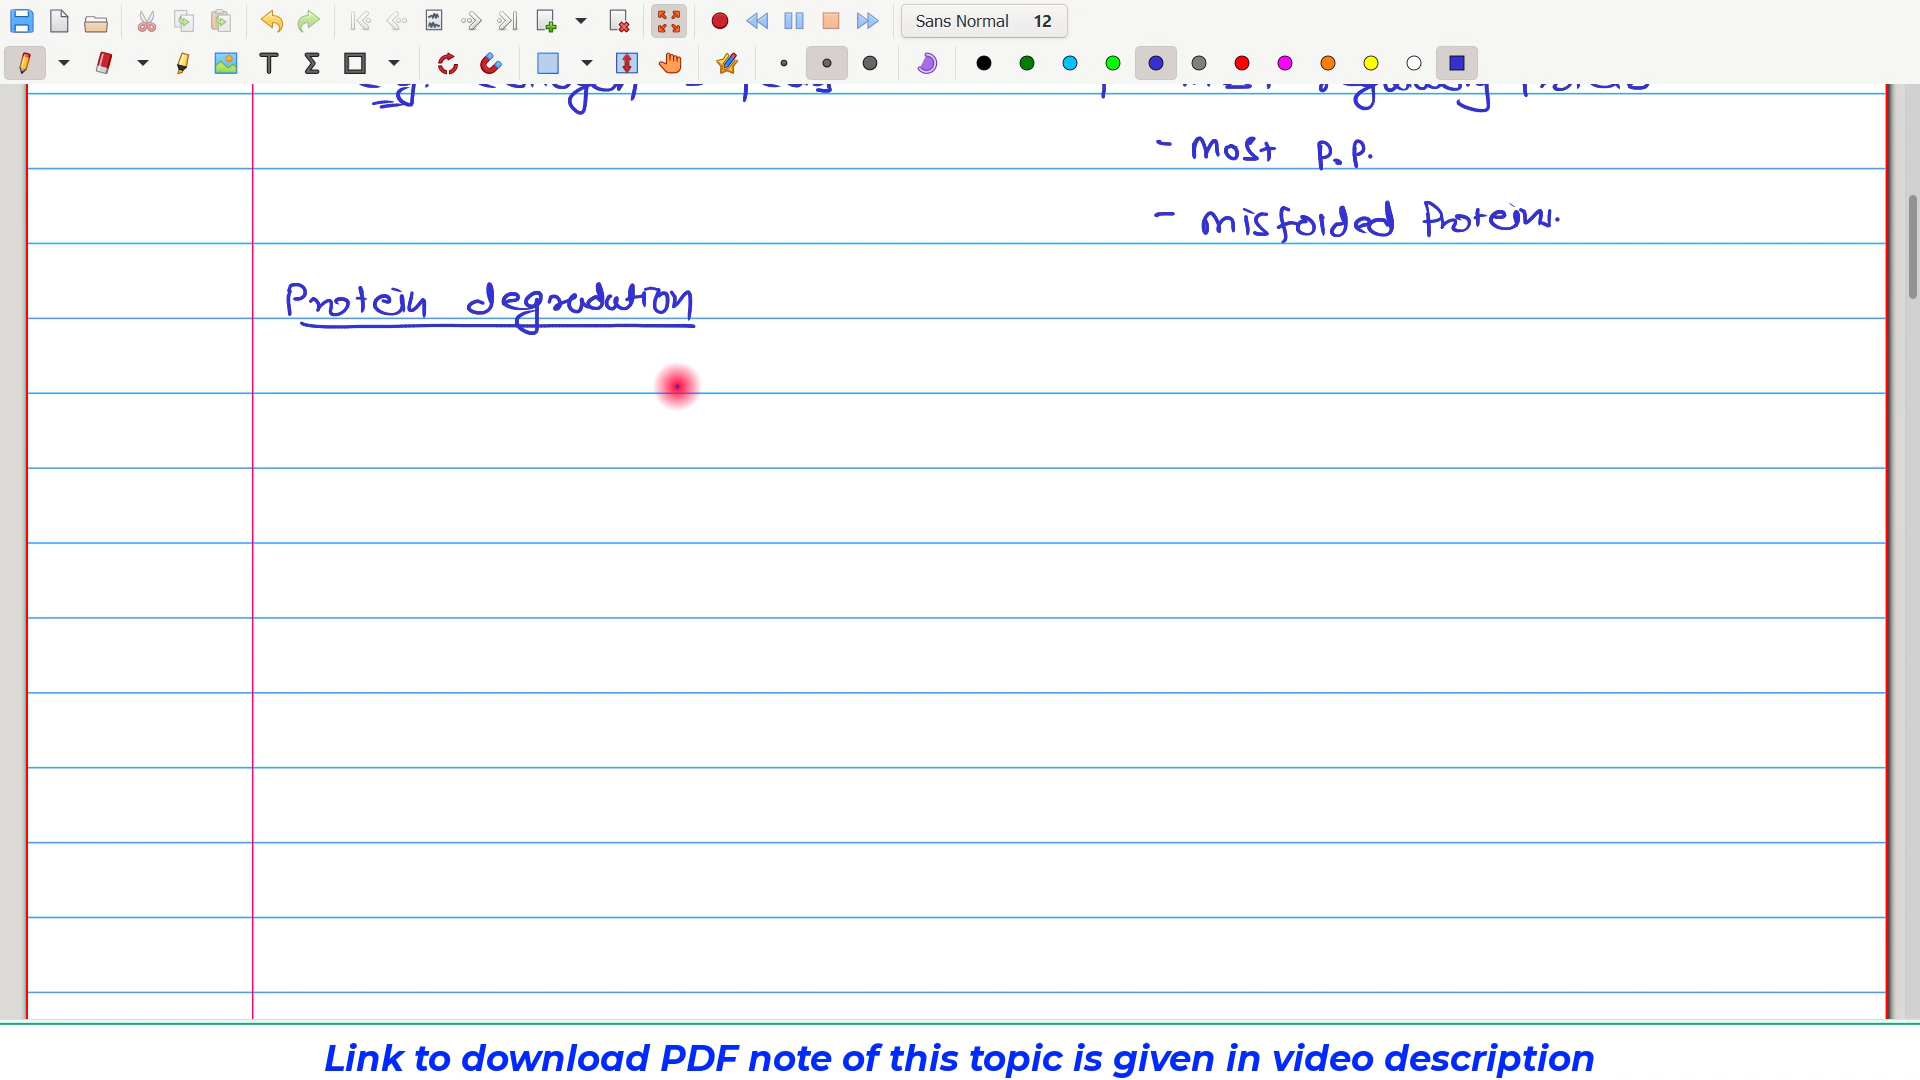 Sans Normal 12
- most p.p.
- misfolded Proteins.
Protein degradation
Link to download PDF note of this topic is given in video description